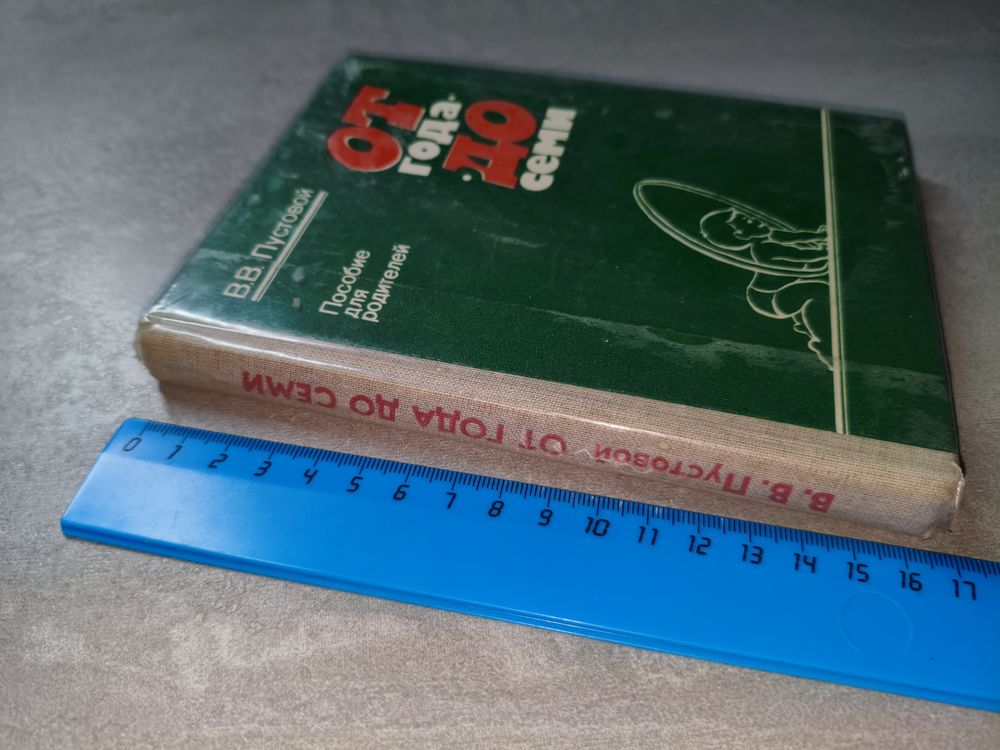 ОТ
года-
-ДО
семи
В.В. Пустовой
Пособие
для
родителей
В. В. Пустовой ОТ ГОДА ДО СЕМИ
0 1 2 3 4 5 6 7 8 9 10 11 12 13 14 15 16 17